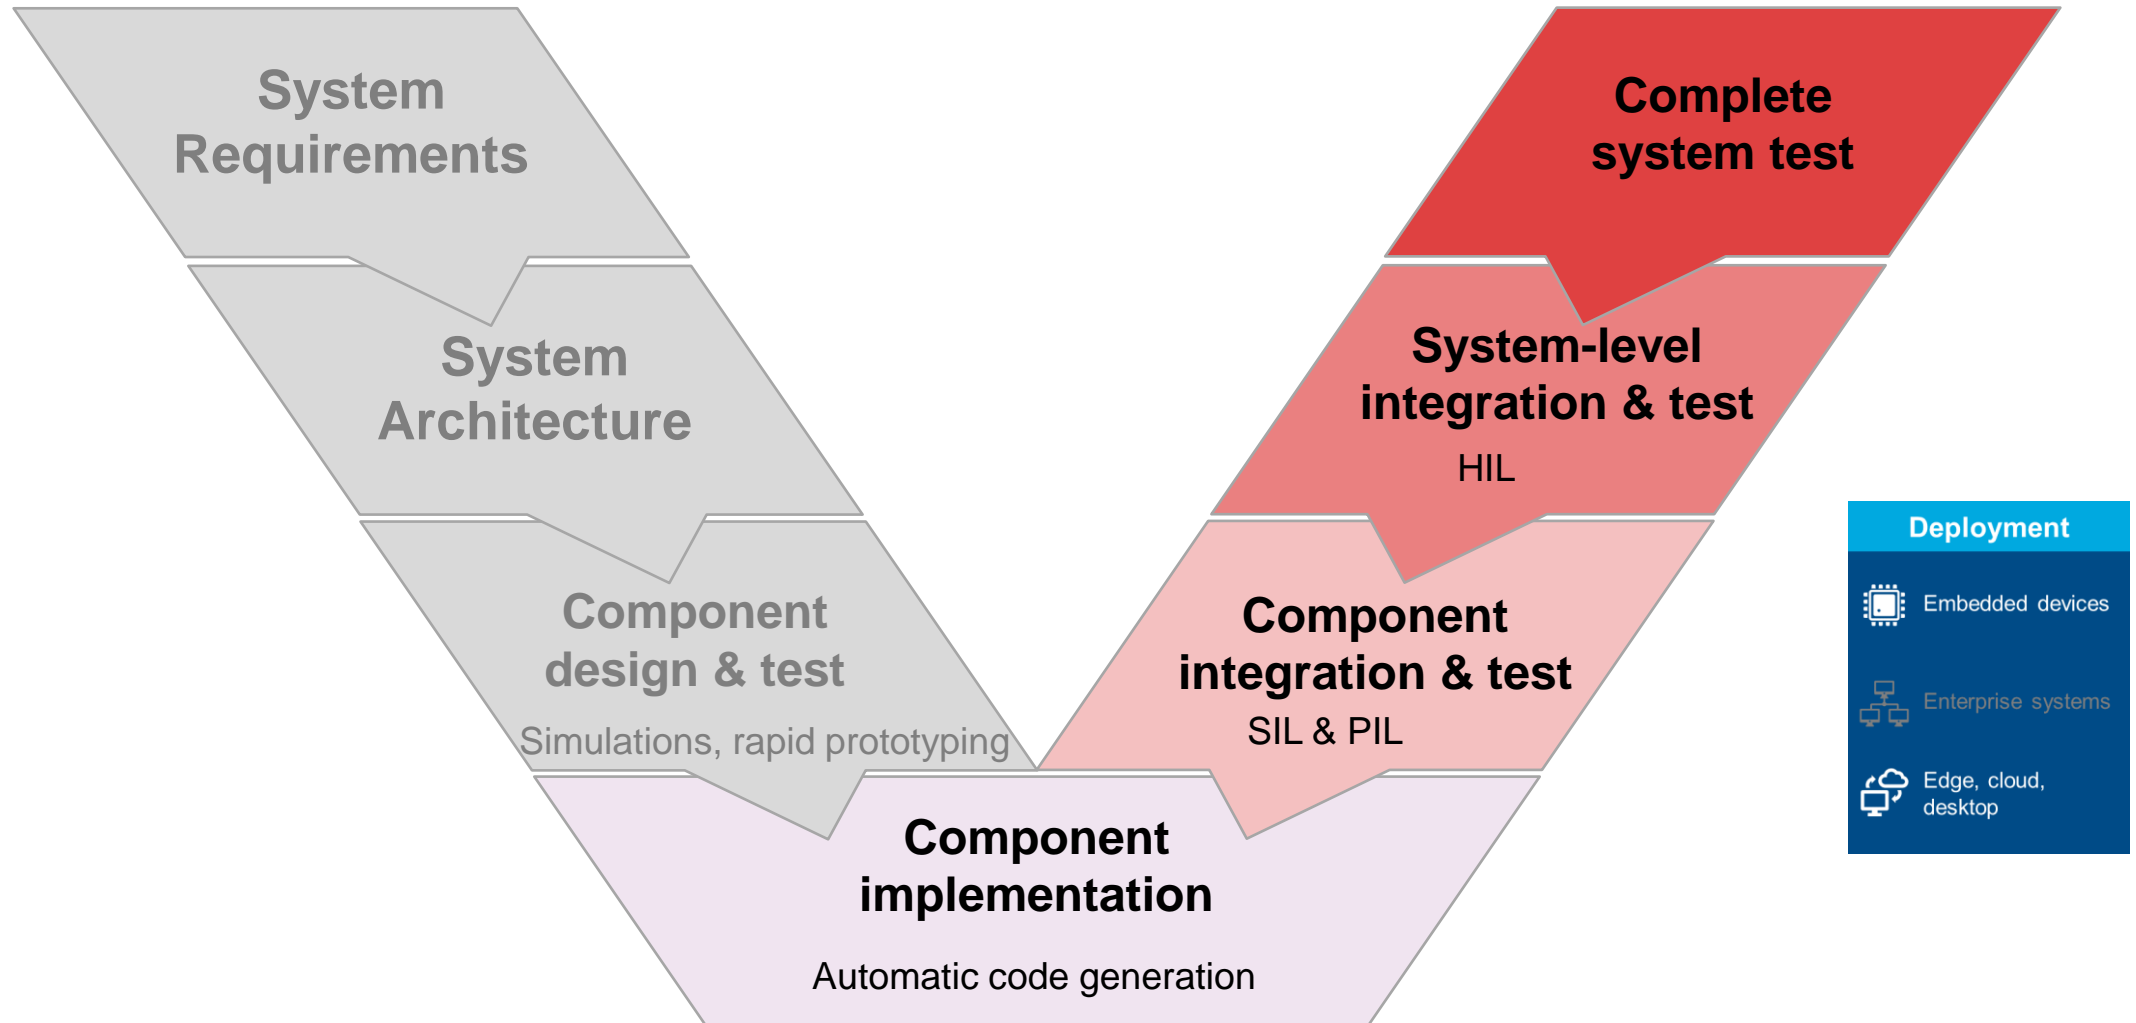 System
Requirements
System
Architecture
Component
design & test
Simulations, rapid prototyping
Component
implementation
Automatic code generation
Complete
system test
System-level
integration & test
HIL
Component
integration & test
SIL & PIL
Deployment
Embedded devices
Enterprise systems
Edge, cloud,
desktop